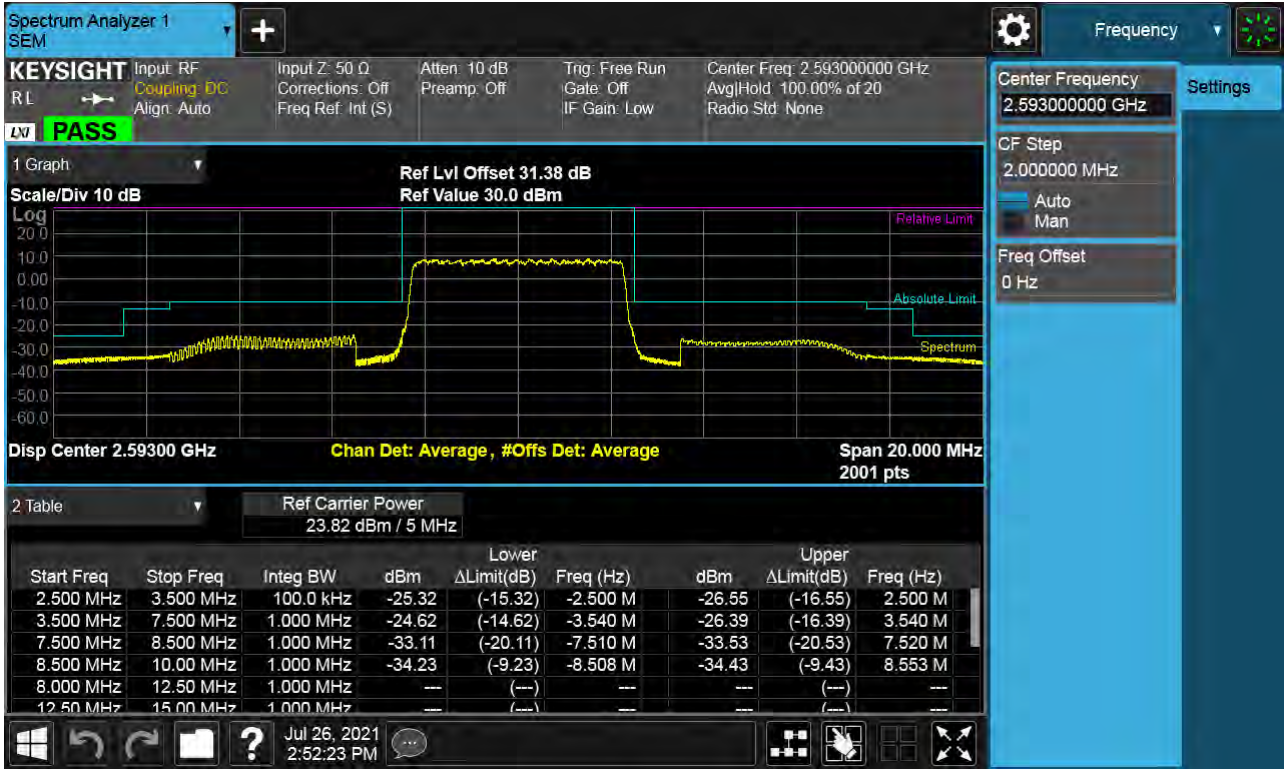 Spectrum Analyzer 1
SEM
+
Frequency
KEYSIGHT
R L
LXI
PASS
Input: RF
Coupling: DC
Align: Auto
Input Z: 50 Ω
Corrections: Off
Freq Ref: Int (S)
Atten: 10 dB
Preamp: Off
Trig: Free Run
Gate: Off
IF Gain: Low
Center Freq: 2.593000000 GHz
Avg|Hold: 100.00% of 20
Radio Std: None
Center Frequency
2.593000000 GHz
Settings
CF Step
2.000000 MHz
Auto
Man
Freq Offset
0 Hz
1 Graph
Scale/Div 10 dB
Ref Lvl Offset 31.38 dB
Ref Value 30.0 dBm
Log
20.0
10.0
0.00
-10.0
-20.0
-30.0
-40.0
-50.0
-60.0
Relative Limit
Absolute Limit
Spectrum
Disp Center 2.59300 GHz
Chan Det: Average, #Offs Det: Average
Span 20.000 MHz
2001 pts
2 Table
Ref Carrier Power
23.82 dBm / 5 MHz
Lower Upper
Start Freq Stop Freq Integ BW dBm ΔLimit(dB) Freq (Hz) dBm ΔLimit(dB) Freq (Hz)
2.500 MHz 3.500 MHz 100.0 kHz -25.32 (-15.32) -2.500 M -26.55 (-16.55) 2.500 M
3.500 MHz 7.500 MHz 1.000 MHz -24.62 (-14.62) -3.540 M -26.39 (-16.39) 3.540 M
7.500 MHz 8.500 MHz 1.000 MHz -33.11 (-20.11) -7.510 M -33.53 (-20.53) 7.520 M
8.500 MHz 10.00 MHz 1.000 MHz -34.23 (-9.23) -8.508 M -34.43 (-9.43) 8.553 M
8.000 MHz 12.50 MHz 1.000 MHz --- (---) --- --- (---) ---
12.50 MHz 15.00 MHz 1.000 MHz --- (---) --- --- (---) ---
?
Jul 26, 2021
2:52:23 PM